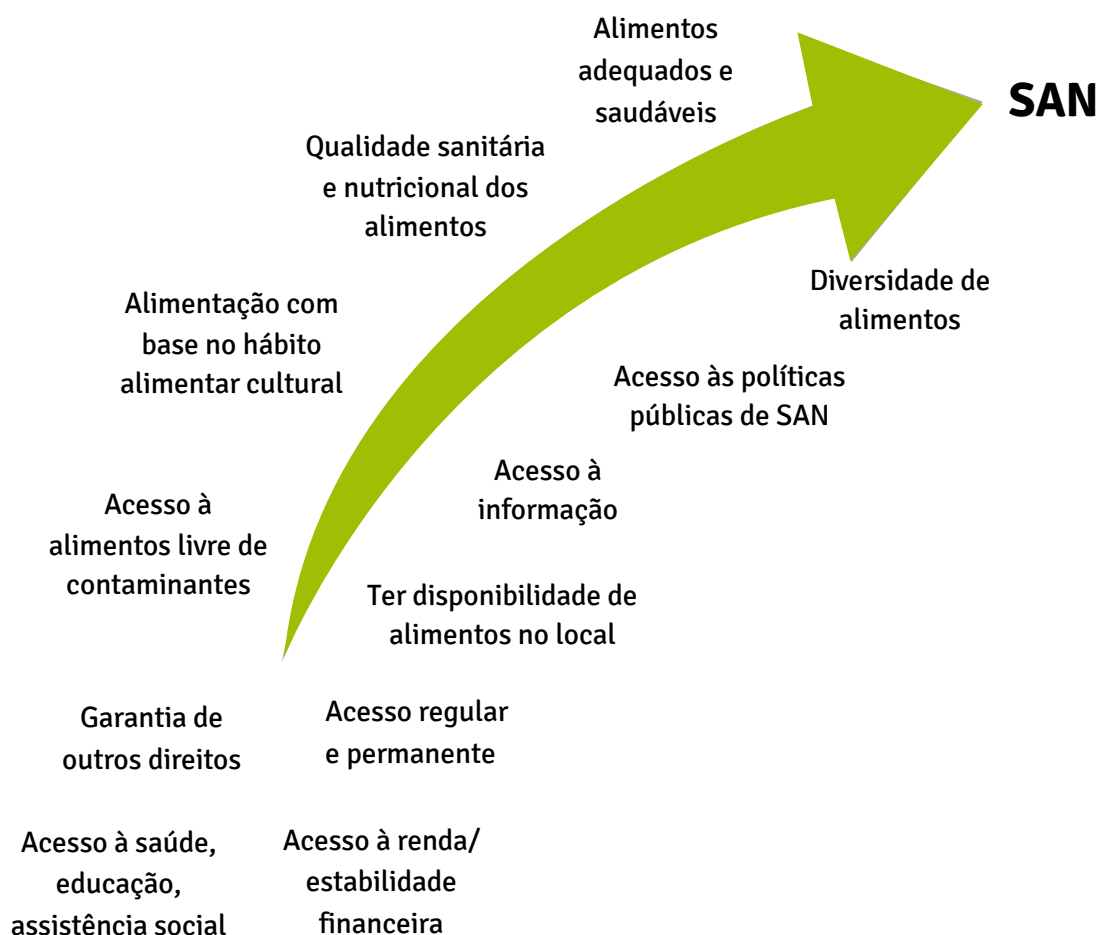 Alimentos
adequados e
saudáveis
SAN
Qualidade sanitária
e nutricional dos
alimentos
Diversidade de
alimentos
Alimentação com
base no hábito
alimentar cultural
Acesso às políticas
públicas de SAN
Acesso à
informação
Acesso à
alimentos livre de
contaminantes
Ter disponibilidade de
alimentos no local
Garantia de
outros direitos
Acesso regular
e permanente
Acesso à saúde,
educação,
assistência social
Acesso à renda/
estabilidade
financeira